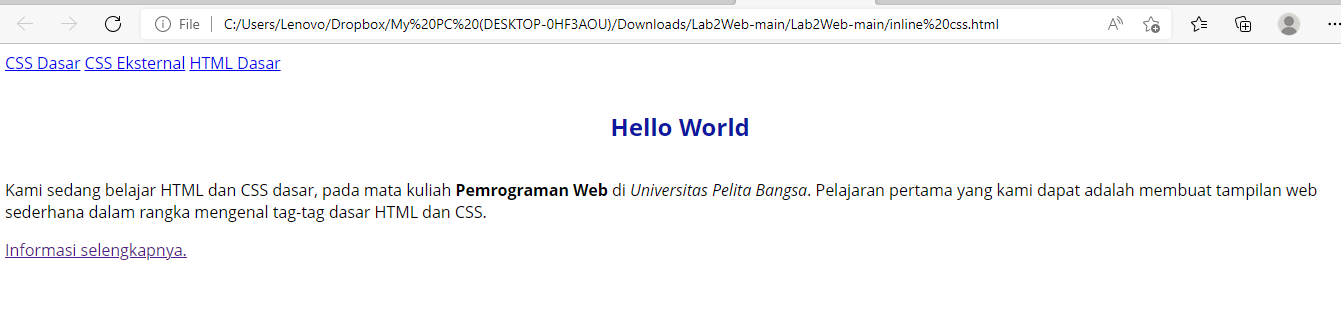 File C:/Users/Lenovo/Dropbox/My%20PC%20(DESKTOP-0HF3AOU)/Downloads/Lab2Web-main/Lab2Web-main/inline%20css.html
CSS Dasar CSS Eksternal HTML Dasar
Hello World
Kami sedang belajar HTML dan CSS dasar, pada mata kuliah Pemrograman Web di Universitas Pelita Bangsa. Pelajaran pertama yang kami dapat adalah membuat tampilan web
sederhana dalam rangka mengenal tag-tag dasar HTML dan CSS.
Informasi selengkapnya.